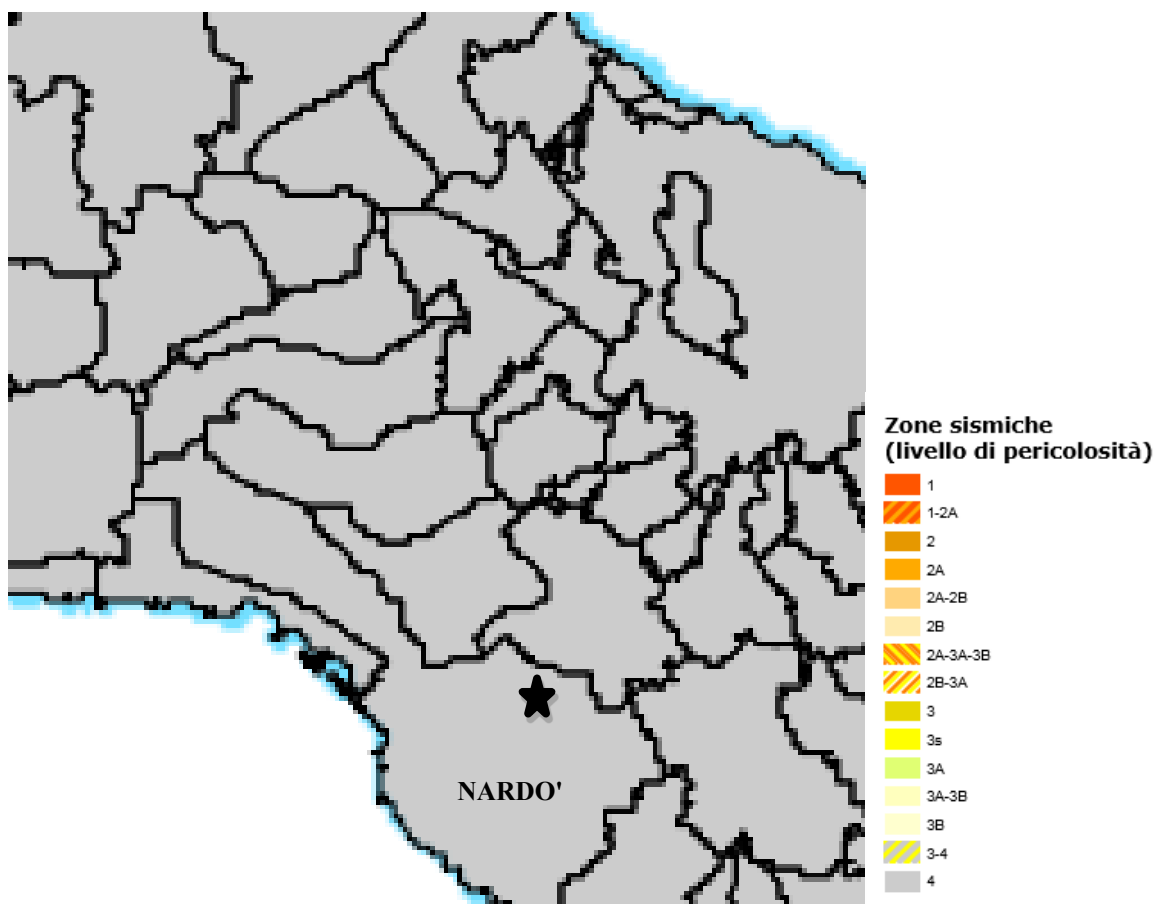 Zone sismiche
(livello di pericolosità)
1
1-2A
2
2A
2A-2B
2B
2A-3A-3B
2B-3A
3
3s
3A
3A-3B
3B
3-4
4
NARDO'